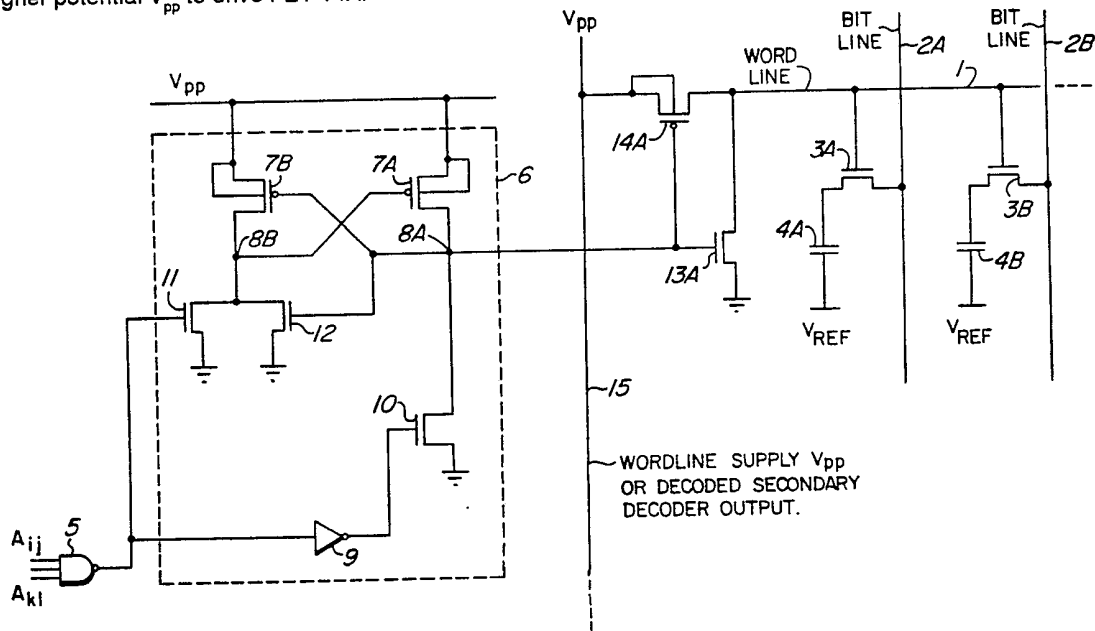 higher potential Vpp to drive FET 14A.
Vpp
BIT
LINE
2A
BIT
LINE
2B
WORD
LINE
1
Vpp
14A
3A
3B
7B
7A
6
8B
8A
4A
4B
13A
11
12
VREF
VREF
10
15
WORDLINE SUPPLY Vpp
OR DECODED SECONDARY
DECODER OUTPUT.
Aij
5
Akl
9